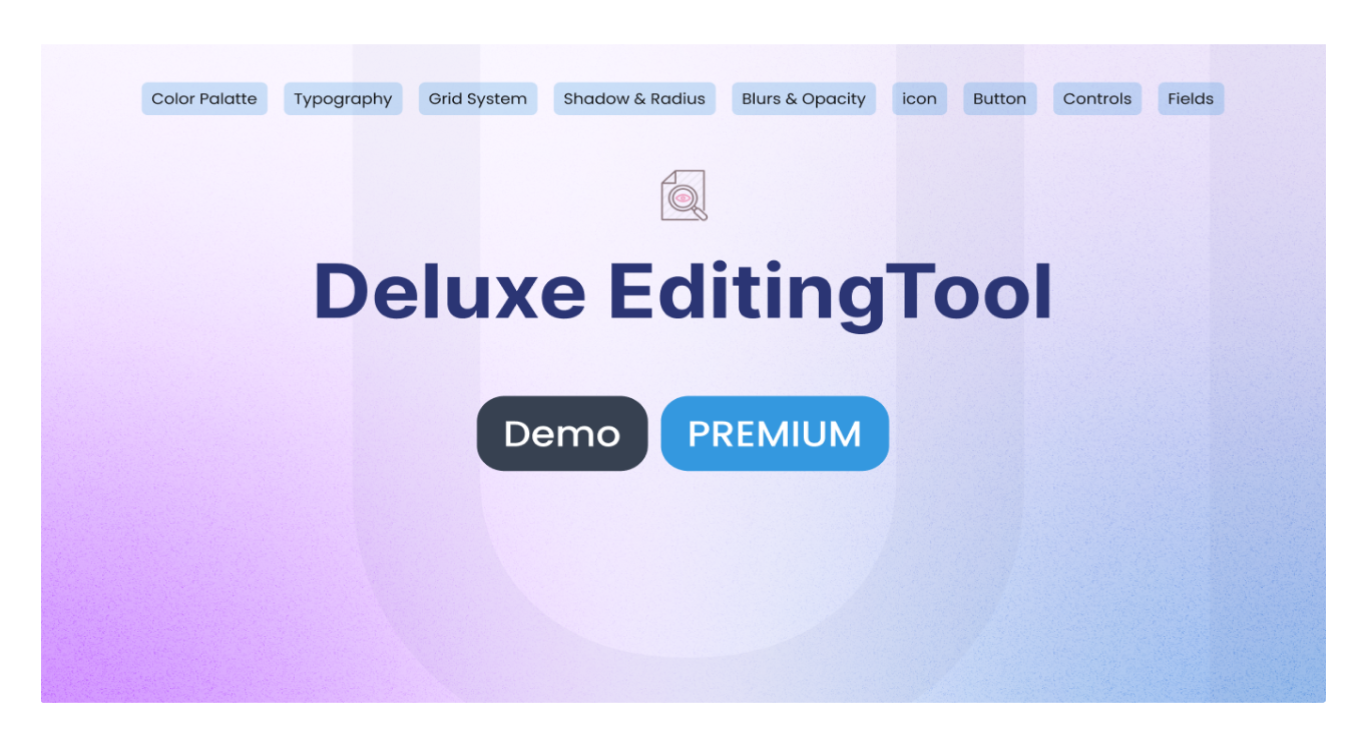 Color Palatte Typography Grid System Shadow & Radius Blurs & Opacity icon Button Controls Fields
Deluxe EditingTool
Demo PREMIUM